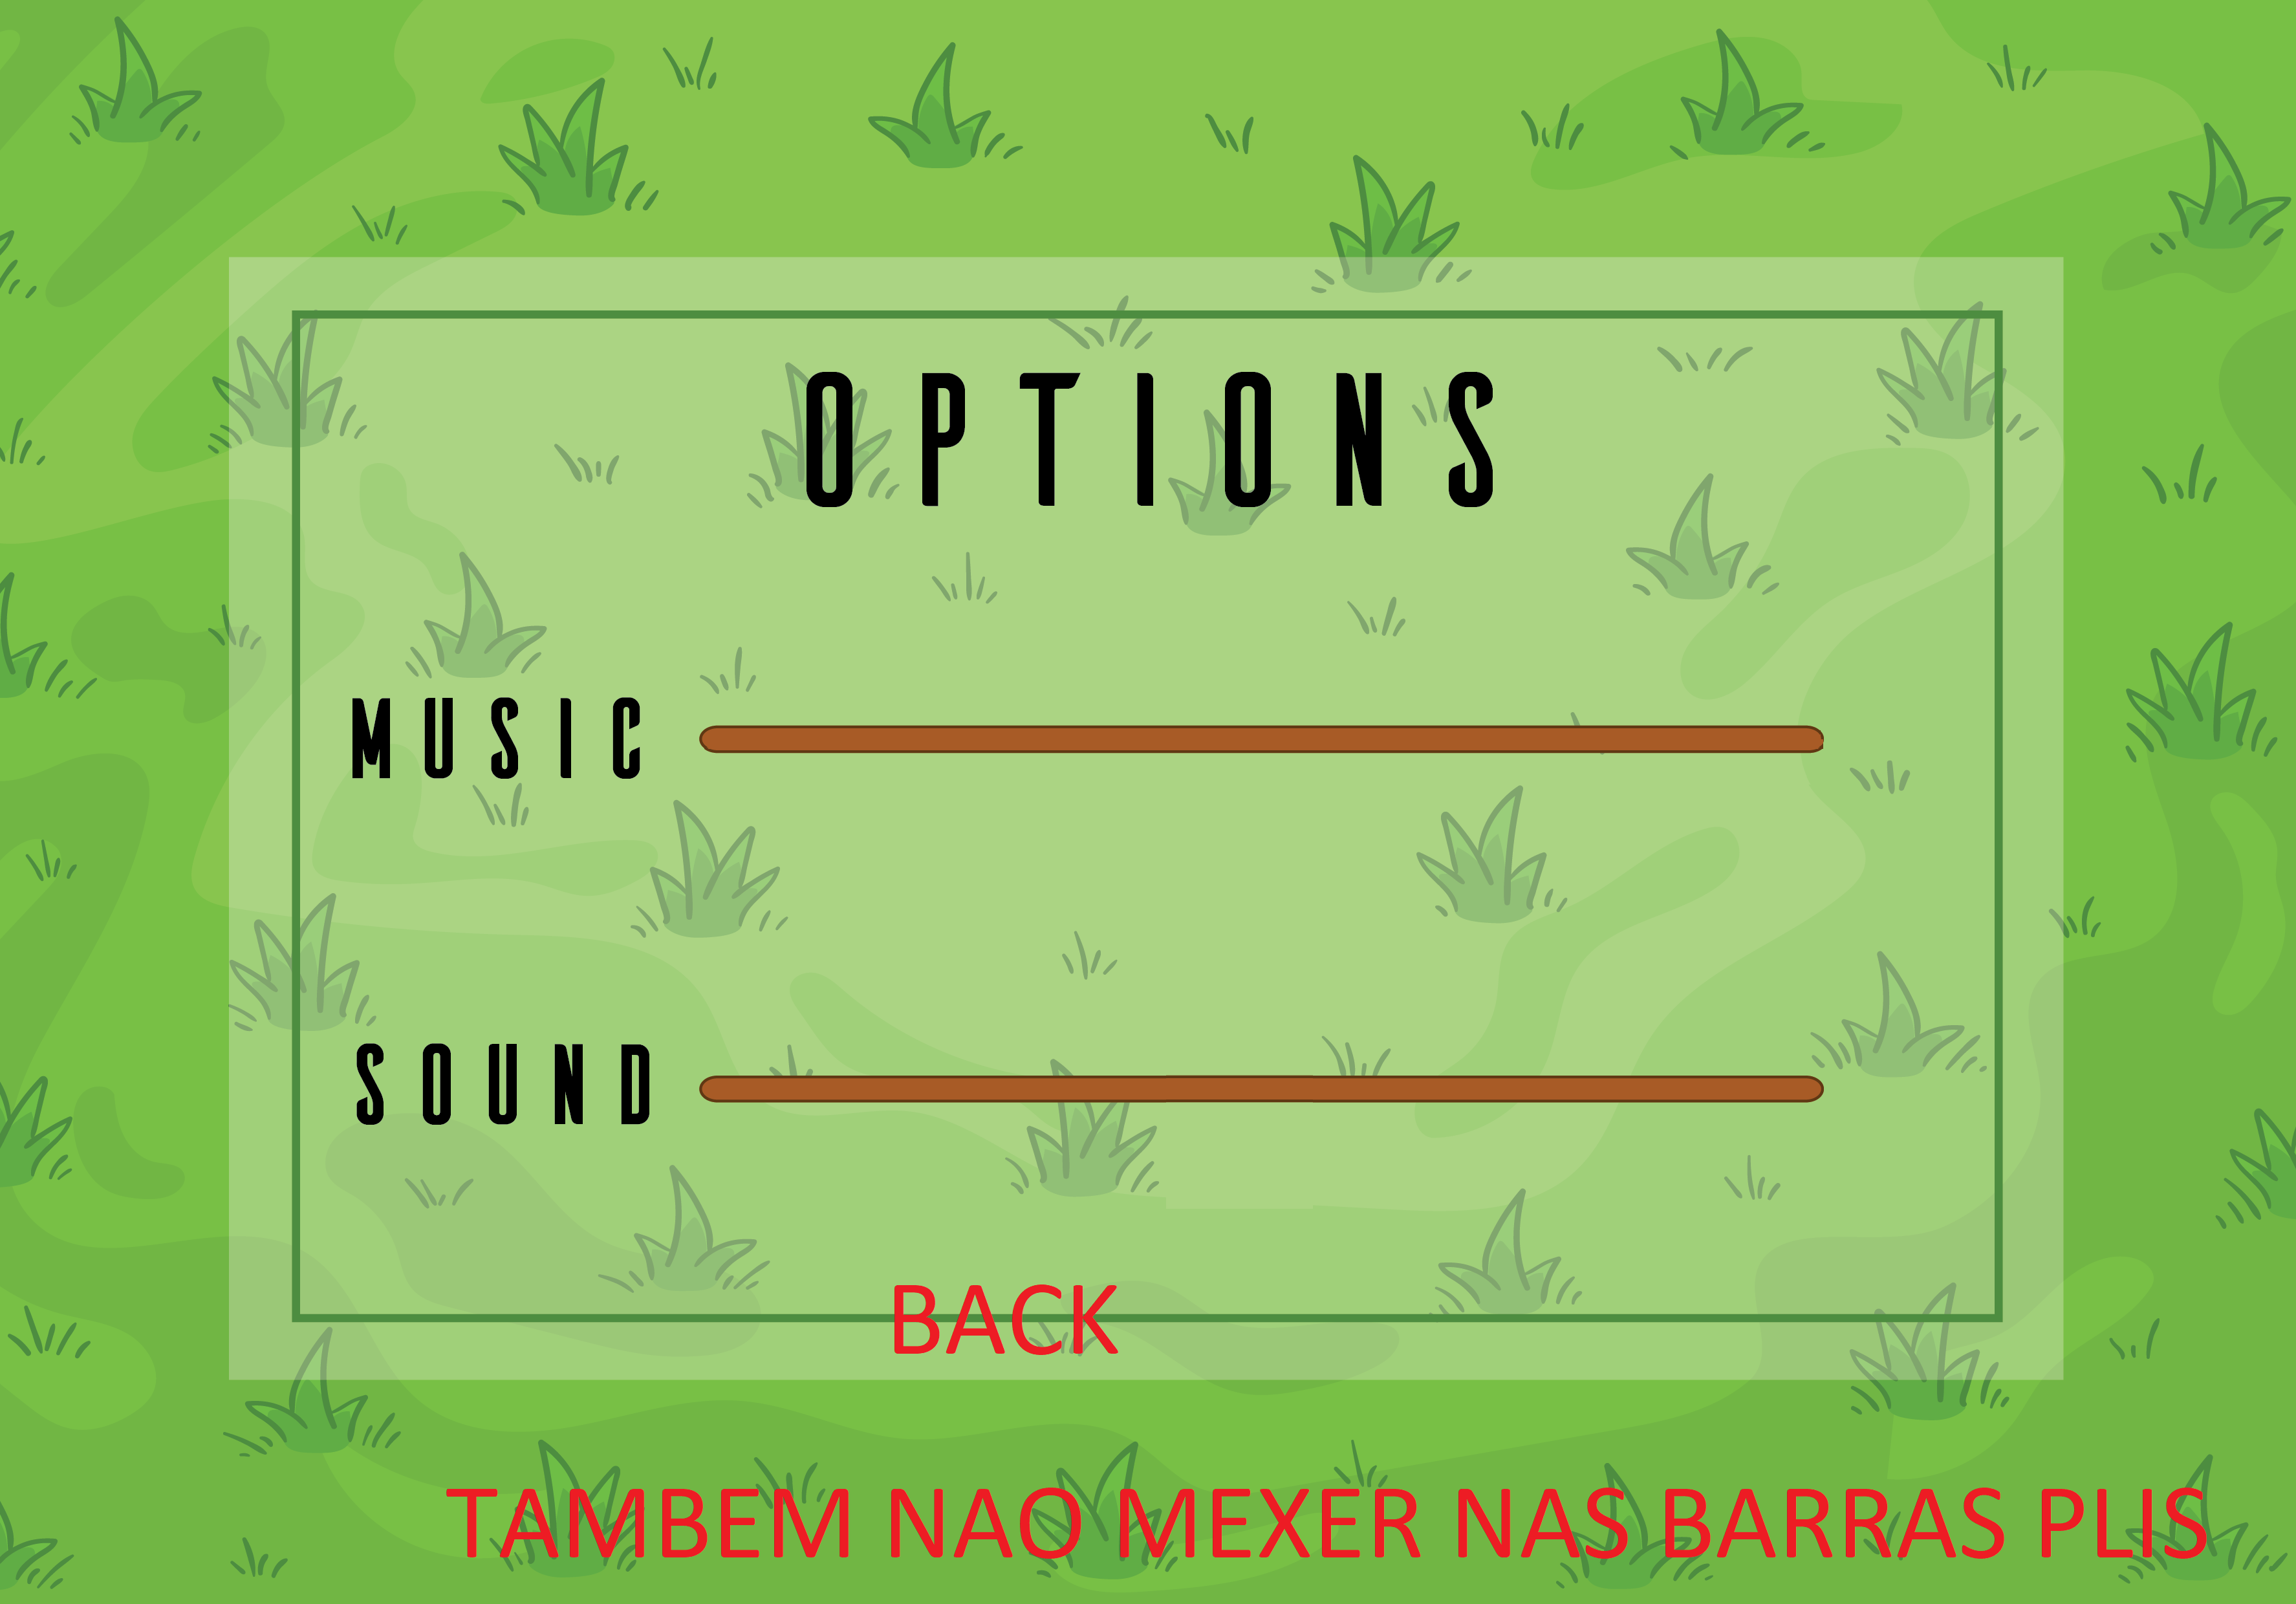 OPTIONS
MUSIC
SOUND
BACK
TAMBEM NAO MEXER NAS BARRAS PLIS